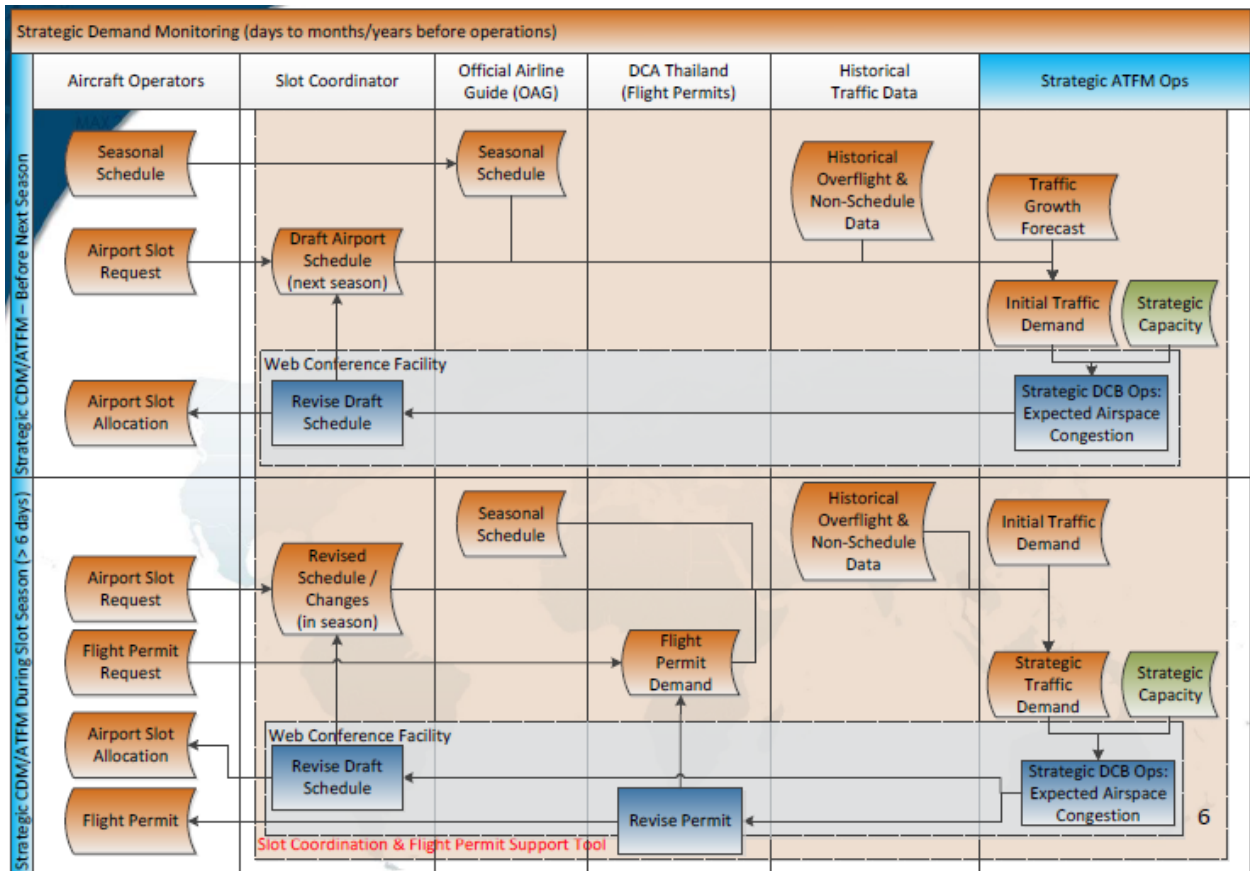 Strategic Demand Monitoring (days to months/years before operations)
Aircraft Operators
Slot Coordinator
Official Airline
Guide (OAG)
DCA Thailand
(Flight Permits)
Historical
Traffic Data
Strategic ATFM Ops
Strategic CDM/ATFM – Before Next Season
Seasonal
Schedule
Seasonal
Schedule
Historical
Overflight &
Non-Schedule
Data
Traffic
Growth
Forecast
Airport Slot
Request
Draft Airport
Schedule
(next season)
Initial Traffic
Demand
Strategic
Capacity
Web Conference Facility
Airport Slot
Allocation
Revise Draft
Schedule
Strategic DCB Ops:
Expected Airspace
Congestion
Strategic CDM/ATFM During Slot Season (> 6 days)
Seasonal
Schedule
Historical
Overflight &
Non-Schedule
Data
Initial Traffic
Demand
Airport Slot
Request
Revised
Schedule /
Changes
(in season)
Flight Permit
Request
Flight
Permit
Demand
Strategic
Traffic
Demand
Strategic
Capacity
Web Conference Facility
Airport Slot
Allocation
Revise Draft
Schedule
Strategic DCB Ops:
Expected Airspace
Congestion
Flight Permit
Revise Permit
6
Slot Coordination & Flight Permit Support Tool